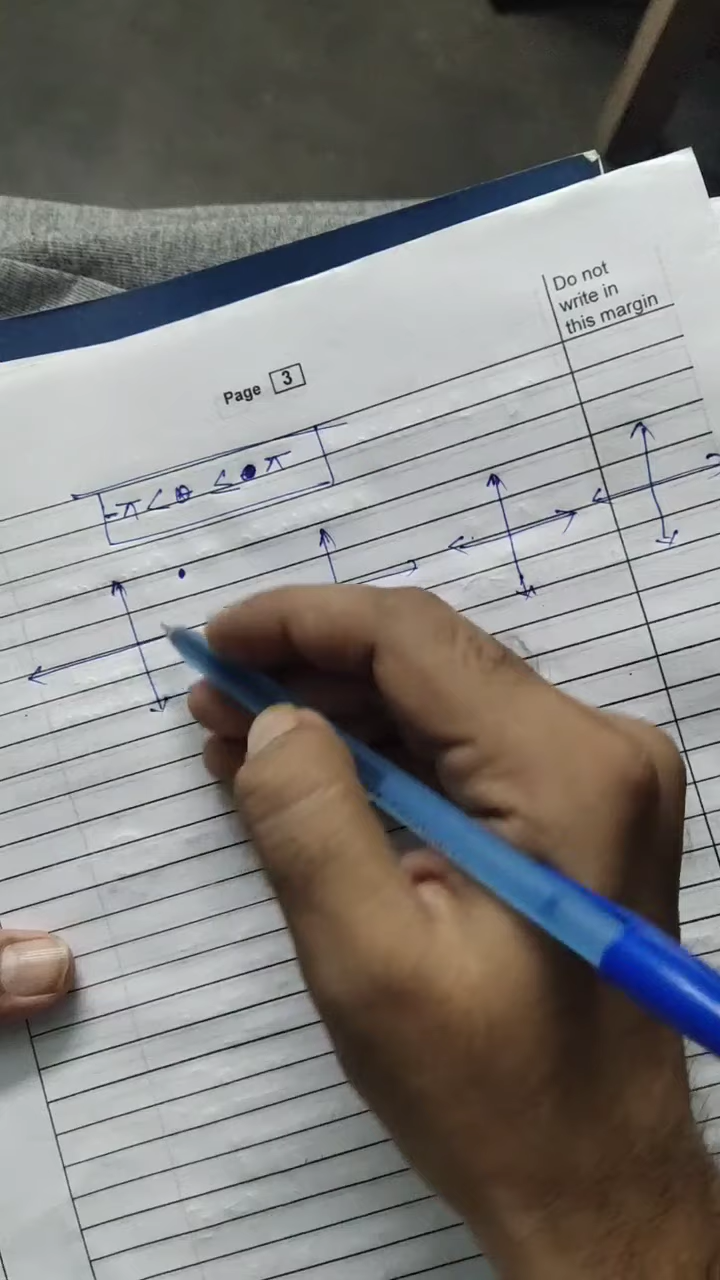 Do not
write in
this margin
Page 3
-π < θ ≤ π